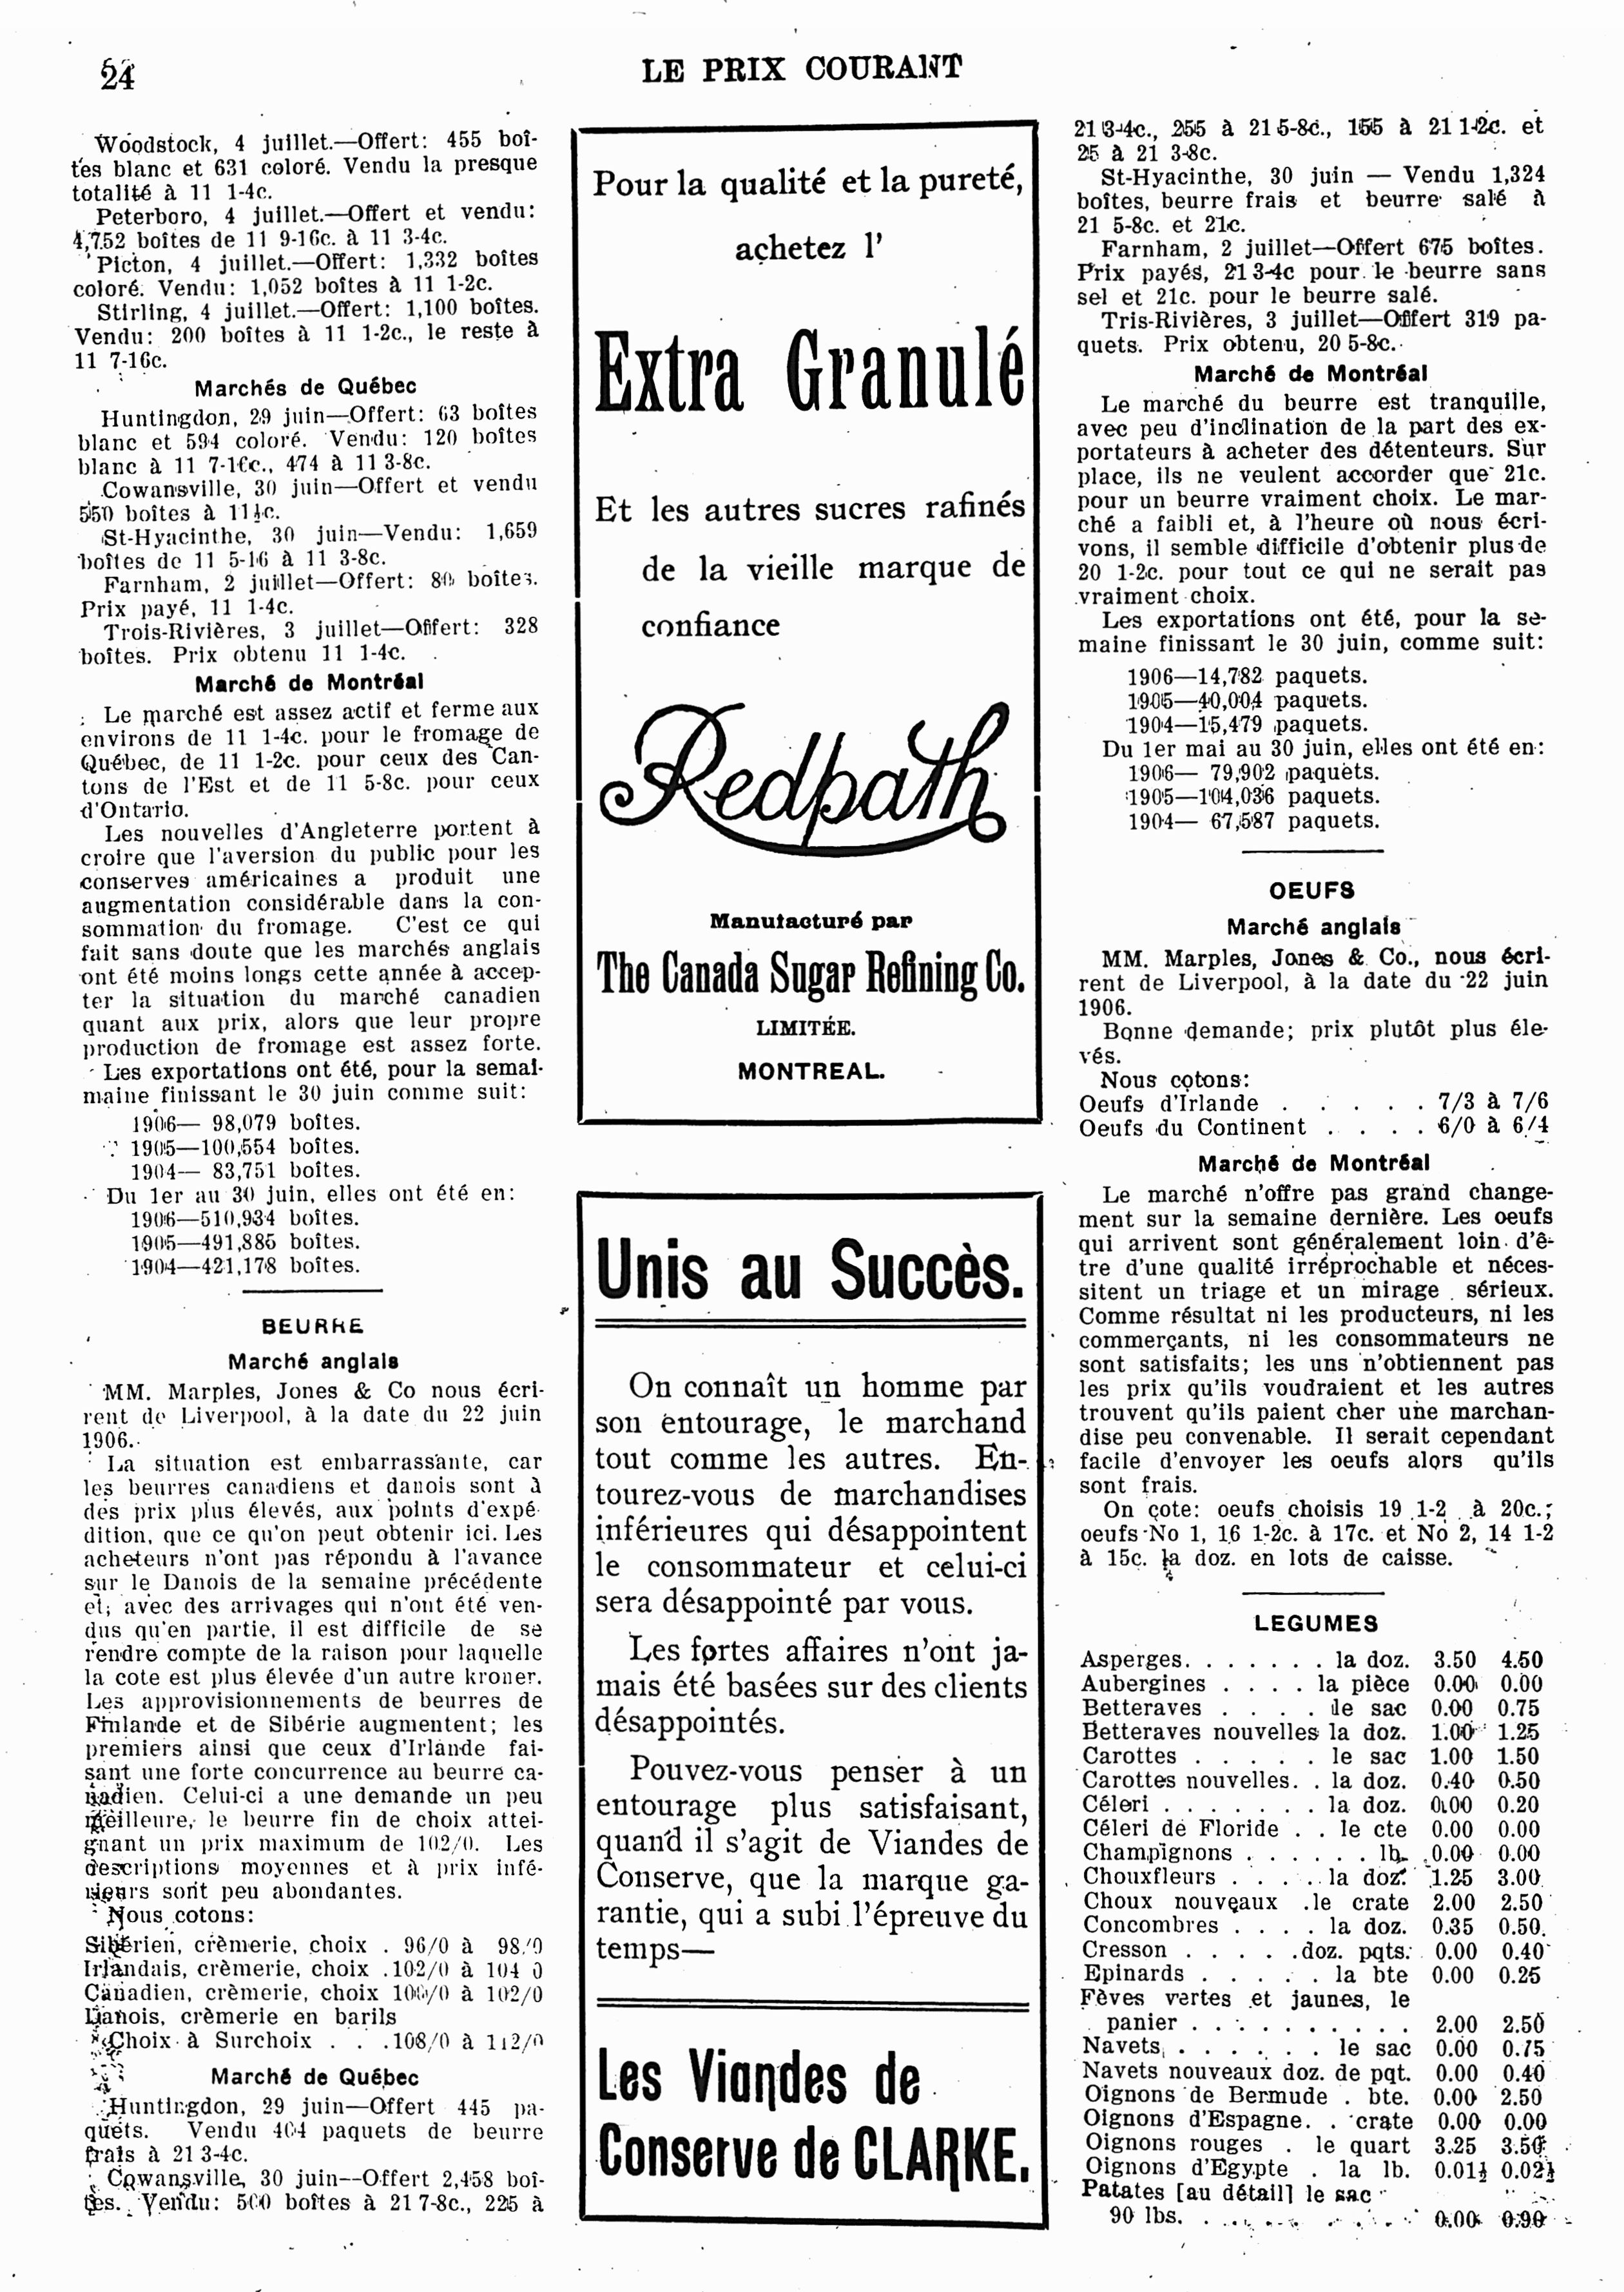 24
LE PRIX COURANT
Woodstock, 4 juillet.—Offert: 455 boî-
tes blanc et 631 coloré. Vendu la presque
totalité à 11 1-4c.
Peterboro, 4 juillet.—Offert et vendu:
4,752 boîtes de 11 9-16c. à 11 3-4c.
Picton, 4 juillet.—Offert: 1,332 boîtes
coloré. Vendu: 1,052 boîtes à 11 1-2c.
Stirling, 4 juillet.—Offert: 1,100 boîtes.
Vendu: 200 boîtes à 11 1-2c., le reste à
11 7-16c.
Marchés de Québec
Huntingdon, 29 juin—Offert: 63 boîtes
blanc et 594 coloré. Vendu: 120 boîtes
blanc à 11 7-16c., 474 à 11 3-8c.
Cowansville, 30 juin—Offert et vendu
550 boîtes à 11½c.
St-Hyacinthe, 30 juin—Vendu: 1,659
boîtes de 11 5-16 à 11 3-8c.
Farnham, 2 juillet—Offert: 80 boîtes.
Prix payé, 11 1-4c.
Trois-Rivières, 3 juillet—Offert: 328
boîtes. Prix obtenu 11 1-4c.
Marché de Montréal
Le marché est assez actif et ferme aux
environs de 11 1-4c. pour le fromage de
Québec, de 11 1-2c. pour ceux des Can-
tons de l'Est et de 11 5-8c. pour ceux
d'Ontario.
Les nouvelles d'Angleterre portent à
croire que l'aversion du public pour les
conserves américaines a produit une
augmentation considérable dans la con-
sommation du fromage. C'est ce qui
fait sans doute que les marchés anglais
ont été moins longs cette année à accep-
ter la situation du marché canadien
quant aux prix, alors que leur propre
production de fromage est assez forte.
Les exportations ont été, pour la semai-
maine finissant le 30 juin comme suit:
1906— 98,079 boîtes.
1905—100,554 boîtes.
1904— 83,751 boîtes.
Du 1er au 30 juin, elles ont été en:
1906—510,934 boîtes.
1905—491,885 boîtes.
1904—421,178 boîtes.
BEURRE
Marché anglais
MM. Marples, Jones & Co nous écri-
rent de Liverpool, à la date du 22 juin
1906.
La situation est embarrassante, car
les beurres canadiens et danois sont à
des prix plus élevés, aux points d'expé-
dition, que ce qu'on peut obtenir ici. Les
acheteurs n'ont pas répondu à l'avance
sur le Danois de la semaine précédente
et; avec des arrivages qui n'ont été ven-
dus qu'en partie, il est difficile de se
rendre compte de la raison pour laquelle
la cote est plus élevée d'un autre kroner.
Les approvisionnements de beurres de
Finlande et de Sibérie augmentent; les
premiers ainsi que ceux d'Irlande fai-
sant une forte concurrence au beurre ca-
nadien. Celui-ci a une demande un peu
meilleure, le beurre fin de choix attei-
gnant un prix maximum de 102/0. Les
descriptions moyennes et à prix infé-
rieurs sont peu abondantes.
Nous cotons:
Sibérien, crèmerie, choix . 96/0 à 98/0
Irlandais, crèmerie, choix . 102/0 à 104 0
Canadien, crèmerie, choix 100/0 à 102/0
Danois, crèmerie en barils
Choix à Surchoix . . . 108/0 à 112/0
Marché de Québec
Huntingdon, 29 juin—Offert 445 pa-
quets. Vendu 404 paquets de beurre
frais à 21 3-4c.
Cowansville, 30 juin—Offert 2,458 boî-
tes. Vendu: 500 boîtes à 21 7-8c., 225 à
Pour la qualité et la pureté,
achetez l'
Extra Granulé
Et les autres sucres rafinés
de la vieille marque de
confiance
Redpath
Manufacturé par
The Canada Sugar Refining Co.
LIMITÉE.
MONTREAL.
Unis au Succès.
On connaît un homme par
son entourage, le marchand
tout comme les autres. En-
tourez-vous de marchandises
inférieures qui désappointent
le consommateur et celui-ci
sera désappointé par vous.
Les fortes affaires n'ont ja-
mais été basées sur des clients
désappointés.
Pouvez-vous penser à un
entourage plus satisfaisant,
quand il s'agit de Viandes de
Conserve, que la marque ga-
rantie, qui a subi l'épreuve du
temps—
Les Viandes de
Conserve de CLARKE.
21 3-4c., 255 à 21 5-8c., 155 à 21 1-2c. et
25 à 21 3-8c.
St-Hyacinthe, 30 juin — Vendu 1,324
boîtes, beurre frais et beurre salé à
21 5-8c. et 21c.
Farnham, 2 juillet—Offert 675 boîtes.
Prix payés, 21 3-4c pour le beurre sans
sel et 21c. pour le beurre salé.
Tris-Rivières, 3 juillet—Offert 319 pa-
quets. Prix obtenu, 20 5-8c.
Marché de Montréal
Le marché du beurre est tranquille,
avec peu d'inclination de la part des ex-
portateurs à acheter des détenteurs. Sur
place, ils ne veulent accorder que 21c.
pour un beurre vraiment choix. Le mar-
ché a faibli et, à l'heure où nous écri-
vons, il semble difficile d'obtenir plus de
20 1-2c. pour tout ce qui ne serait pas
vraiment choix.
Les exportations ont été, pour la se-
maine finissant le 30 juin, comme suit:
1906—14,782 paquets.
1905—40,004 paquets.
1904—15,479 paquets.
Du 1er mai au 30 juin, elles ont été en:
1906— 79,902 paquets.
1905—104,036 paquets.
1904— 67,587 paquets.
OEUFS
Marché anglais
MM. Marples, Jones & Co., nous écri-
rent de Liverpool, à la date du 22 juin
1906.
Bonne demande; prix plutôt plus éle-
vés.
Nous cotons:
Oeufs d'Irlande . . . . . . 7/3 à 7/6
Oeufs du Continent . . . . 6/0 à 6/4
Marché de Montréal
Le marché n'offre pas grand change-
ment sur la semaine dernière. Les oeufs
qui arrivent sont généralement loin d'ê-
tre d'une qualité irréprochable et néces-
sitent un triage et un mirage sérieux.
Comme résultat ni les producteurs, ni les
commerçants, ni les consommateurs ne
sont satisfaits; les uns n'obtiennent pas
les prix qu'ils voudraient et les autres
trouvent qu'ils paient cher une marchan-
dise peu convenable. Il serait cependant
facile d'envoyer les oeufs alors qu'ils
sont frais.
On cote: oeufs choisis 19 1-2 à 20c.;
oeufs No 1, 16 1-2c. à 17c. et No 2, 14 1-2
à 15c. la doz. en lots de caisse.
LEGUMES
Asperges. . . . . . . la doz. 3.50 4.50
Aubergines . . . . la pièce 0.00 0.00
Betteraves . . . . le sac 0.00 0.75
Betteraves nouvelles la doz. 1.00 1.25
Carottes . . . . . le sac 1.00 1.50
Carottes nouvelles. . la doz. 0.40 0.50
Céleri . . . . . . . la doz. 0.00 0.20
Céleri de Floride . . le cte 0.00 0.00
Champignons . . . . . . lb. 0.00 0.00
Chouxfleurs . . . . . la doz. 1.25 3.00
Choux nouveaux . le crate 2.00 2.50
Concombres . . . . la doz. 0.35 0.50
Cresson . . . . . doz. pqts. 0.00 0.40
Epinards . . . . . la bte 0.00 0.25
Fèves vertes et jaunes, le
panier . . . . . . . . . . 2.00 2.50
Navets. . . . . . . le sac 0.00 0.75
Navets nouveaux doz. de pqt. 0.00 0.40
Oignons de Bermude . bte. 0.00 2.50
Oignons d'Espagne. . crate 0.00 0.00
Oignons rouges . le quart 3.25 3.50
Oignons d'Egypte . la lb. 0.01½ 0.02½
Patates [au détail] le sac
90 lbs. . . . . . . . . . 0.00 0.90